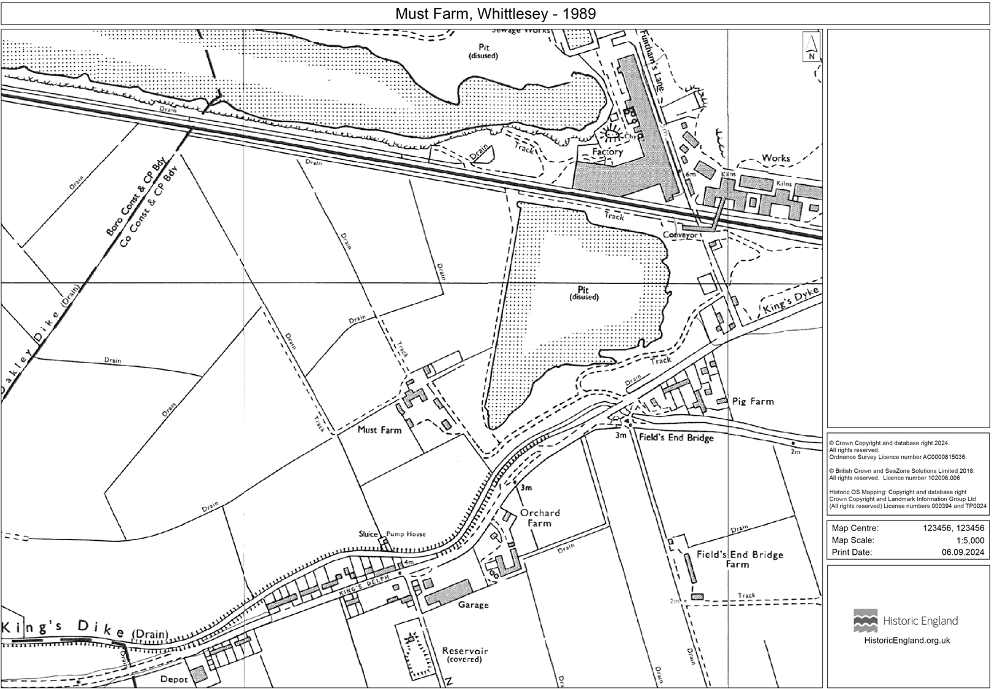 Must Farm, Whittlesey - 1989
Sewage Works
Pit
(disused)
Funtham's Lane
N
Drain
Boro Const & CP Bdy
Co Const & CP Bdy
Drain
Drain
Drain
Track
Factory
Chy
5m
6m
Works
Kilns
Kilns
Track
Conveyor
Drain
Drain
Pit
(disused)
King's Dyke
Oakley Dike (Drain)
Drain
Drain
Drain
Track
Drain
Track
Must Farm
Track
Drain
Pig Farm
3m
Field's End Bridge
2m
Drain
3m
Orchard
Farm
Sluice
Pump House
4m
KING'S DELPH
Garage
Drain
Drain
Field's End Bridge
Farm
2m
Track
King's Dike (Drain)
Drain
Depot
Reservoir
(covered)
Drain
Drain
© Crown Copyright and database right 2024.
All rights reserved.
Ordnance Survey Licence number AC0000815036.
© British Crown and SeaZone Solutions Limited 2018.
All rights reserved. Licence number 102006.006
Historic OS Mapping: Copyright and database right
Crown Copyright and Landmark Information Group Ltd
(All rights reserved) License numbers 000394 and TP0024
Map Centre: 123456, 123456
Map Scale: 1:5,000
Print Date: 06.09.2024
Historic England
HistoricEngland.org.uk